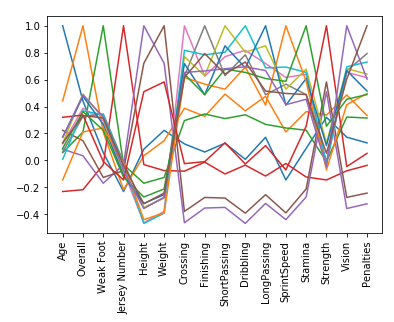 1.0
0.8
0.6
0.4
0.2
0.0
−0.2
−0.4
Age
Overall
Weak Foot
Jersey Number
Height
Weight
Crossing
Finishing
ShortPassing
Dribbling
LongPassing
SprintSpeed
Stamina
Strength
Vision
Penalties